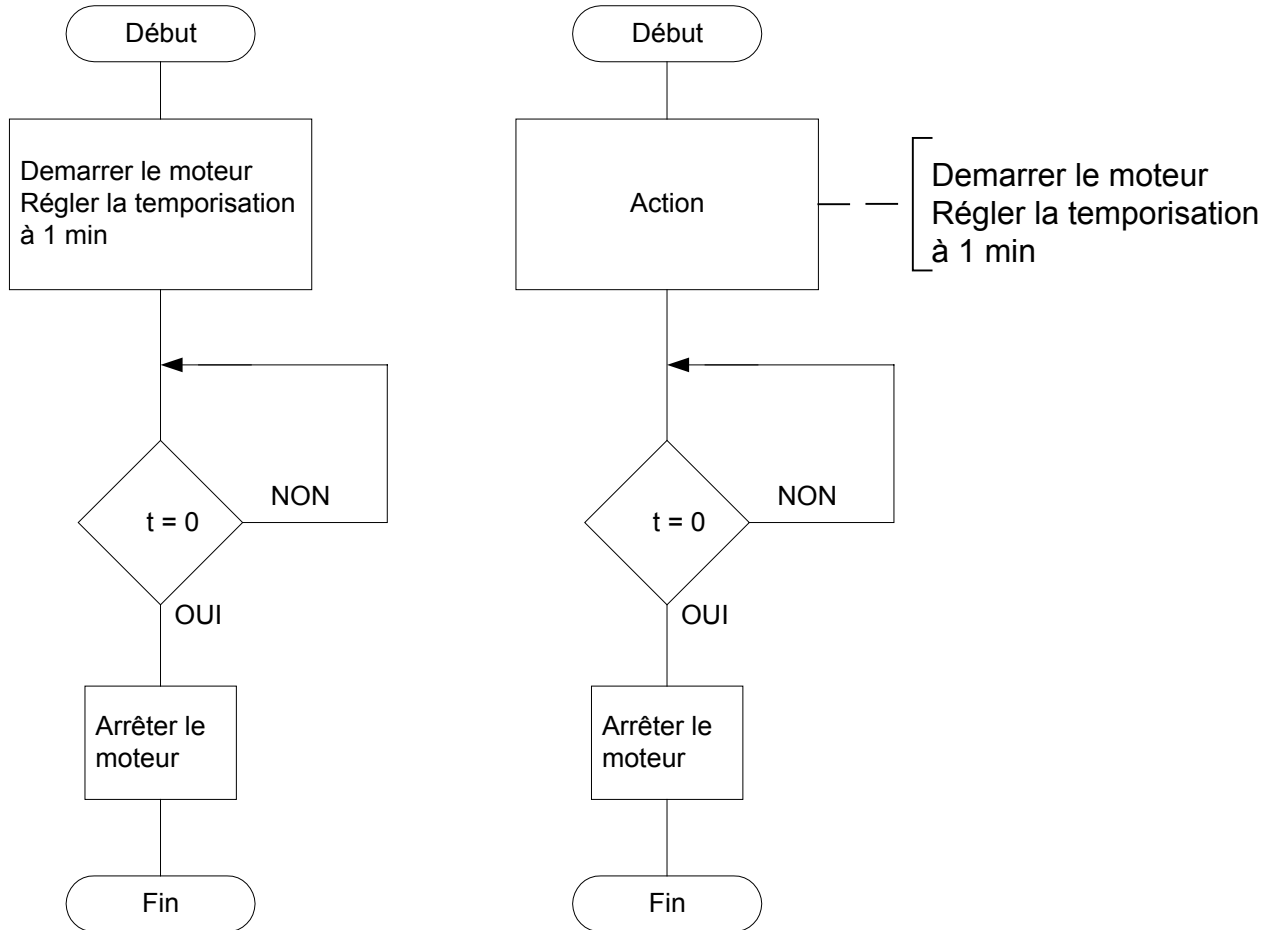 Début
Demarrer le moteur
Régler la temporisation
à 1 min
t = 0
NON
OUI
Arrêter le
moteur
Fin
Début
Action
Demarrer le moteur
Régler la temporisation
à 1 min
t = 0
NON
OUI
Arrêter le
moteur
Fin